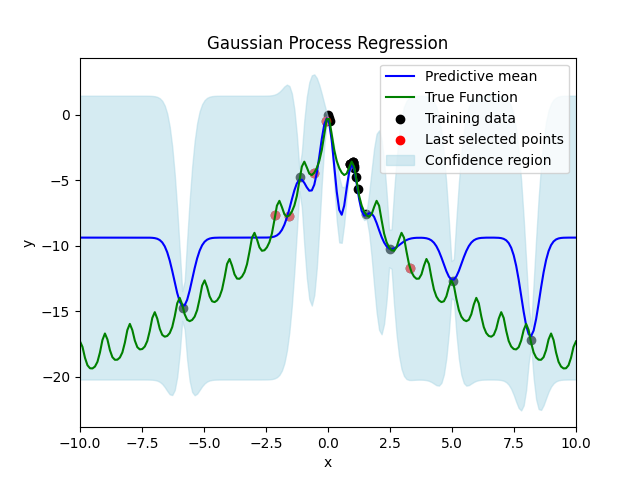 Gaussian Process Regression
Predictive mean
True Function
Training data
Last selected points
Confidence region
y
0
−5
−10
−15
−20
−10.0 −7.5 −5.0 −2.5 0.0 2.5 5.0 7.5 10.0
x